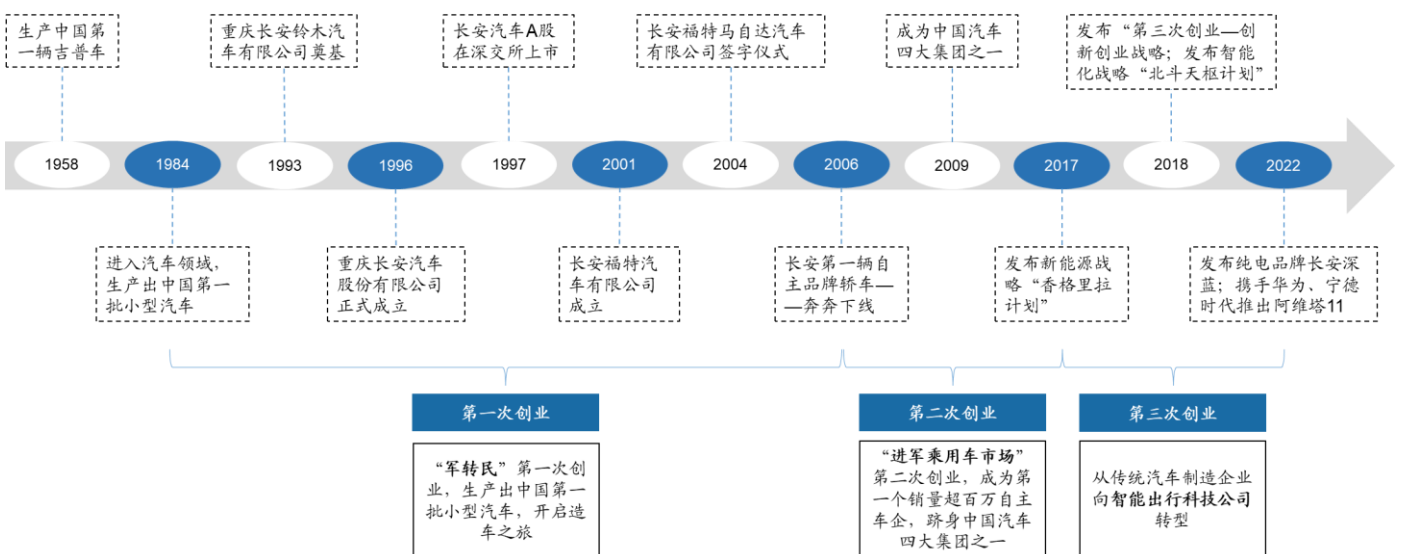 生产中国第
一辆吉普车
重庆长安铃木汽
车有限公司奠基
长安汽车A股
在深交所上市
长安福特马自达汽车
有限公司签字仪式
成为中国汽车
四大集团之一
发布“第三次创业—创
新创业战略；发布智能
化战略“北斗天枢计划”
1958
1984
1993
1996
1997
2001
2004
2006
2009
2017
2018
2022
进入汽车领域，
生产出中国第一
批小型汽车
重庆长安汽车
股份有限公司
正式成立
长安福特汽
车有限公司
成立
长安第一辆自
主品牌轿车—
—奔奔下线
发布新能源战
略“香格里拉
计划”
发布纯电品牌长安深
蓝；携手华为、宁德
时代推出阿维塔11
第一次创业
“军转民”第一次创
业，生产出中国第一
批小型汽车，开启造
车之旅
第二次创业
“进军乘用车市场”
第二次创业，成为第
一个销量超百万自主
车企，跻身中国汽车
四大集团之一
第三次创业
从传统汽车制造企业
向智能出行科技公司
转型